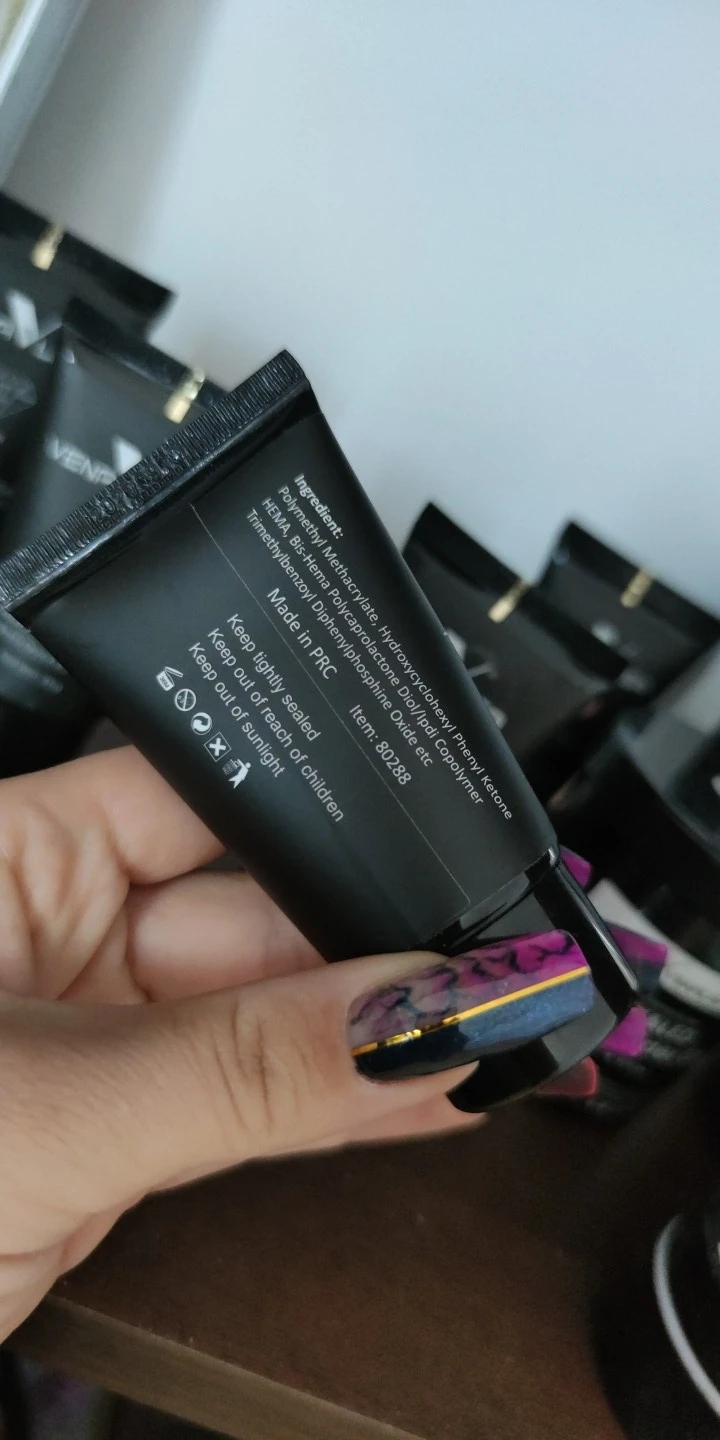 Ingredient:
Polymethyl Methacrylate, Hydroxycyclohexyl Phenyl Ketone
HEMA, Bis-Hema Polycaprolactone Diol/Ipdi Copolymer
Trimethylbenzoyl Diphenylphosphine Oxide etc
Made in PRC Item: 80288
Keep tightly sealed
Keep out of reach of children
Keep out of sunlight